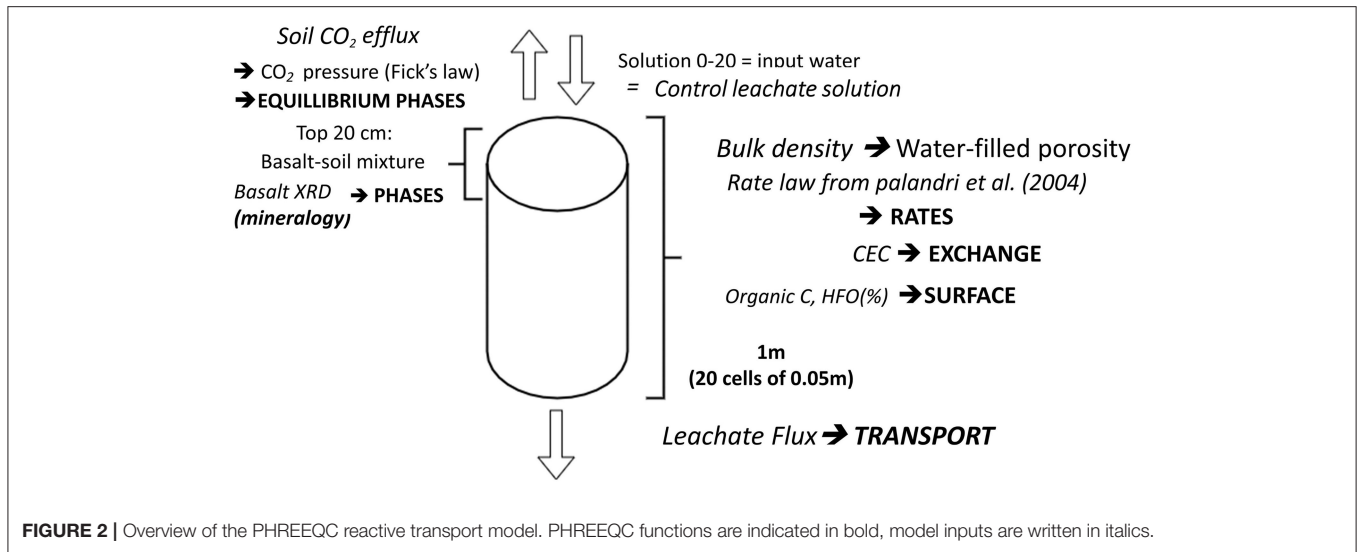 Soil CO₂ efflux
➔ CO₂ pressure (Fick's law)
➔EQUILLIBRIUM PHASES
Top 20 cm:
Basalt-soil mixture
Basalt XRD ➔ PHASES
(mineralogy)
Solution 0-20 = input water
= Control leachate solution
Bulk density ➔ Water-filled porosity
Rate law from palandri et al. (2004)
➔ RATES
CEC ➔ EXCHANGE
Organic C, HFO(%) ➔SURFACE
1m
(20 cells of 0.05m)
Leachate Flux➔ TRANSPORT
FIGURE 2 | Overview of the PHREEQC reactive transport model. PHREEQC functions are indicated in bold, model inputs are written in italics.